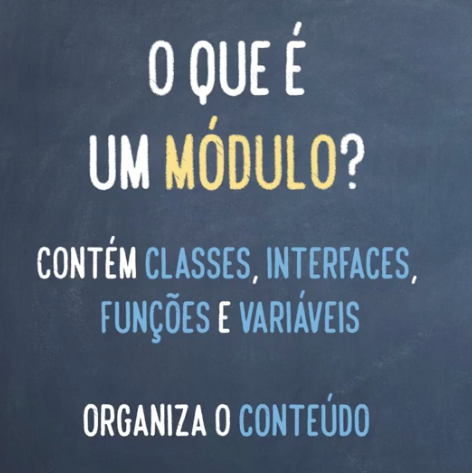 O QUE É
UM MÓDULO?
CONTÉM CLASSES, INTERFACES,
FUNÇÕES E VARIÁVEIS
ORGANIZA O CONTEÚDO